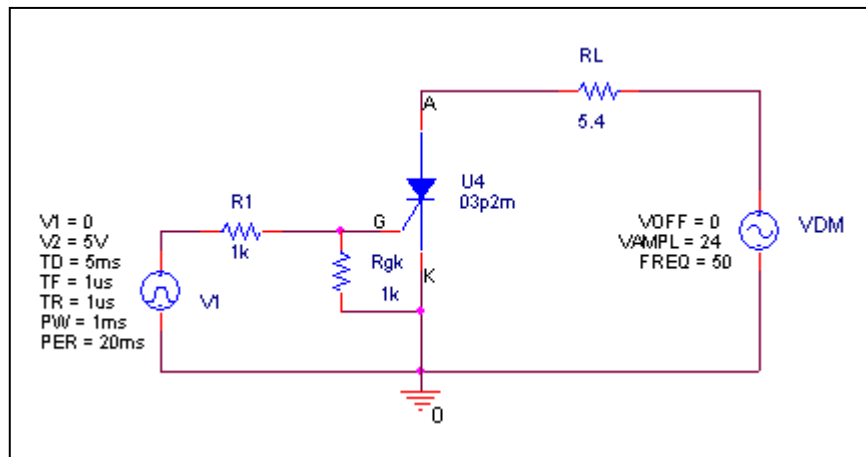 RL
5.4
A
U4
03p2m
R1
1k
G
Rgk
1k
K
V1 = 0
V2 = 5V
TD = 5ms
TF = 1us
TR = 1us
PW = 1ms
PER = 20ms
V1
VOFF = 0
VAMPL = 24
FREQ = 50
VDM
0